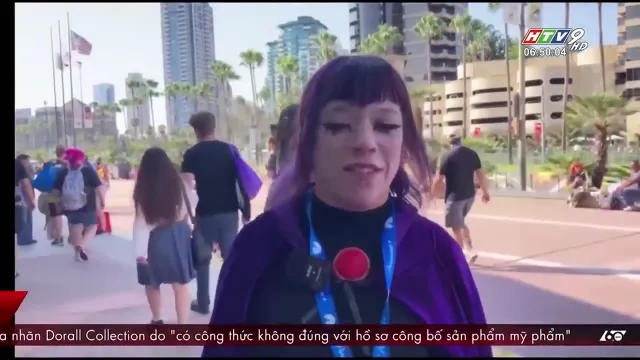 HTV9 HD
06:50:04
a nhãn Dorall Collection do "có công thức không đúng với hồ sơ công bố sản phẩm mỹ phẩm"
60